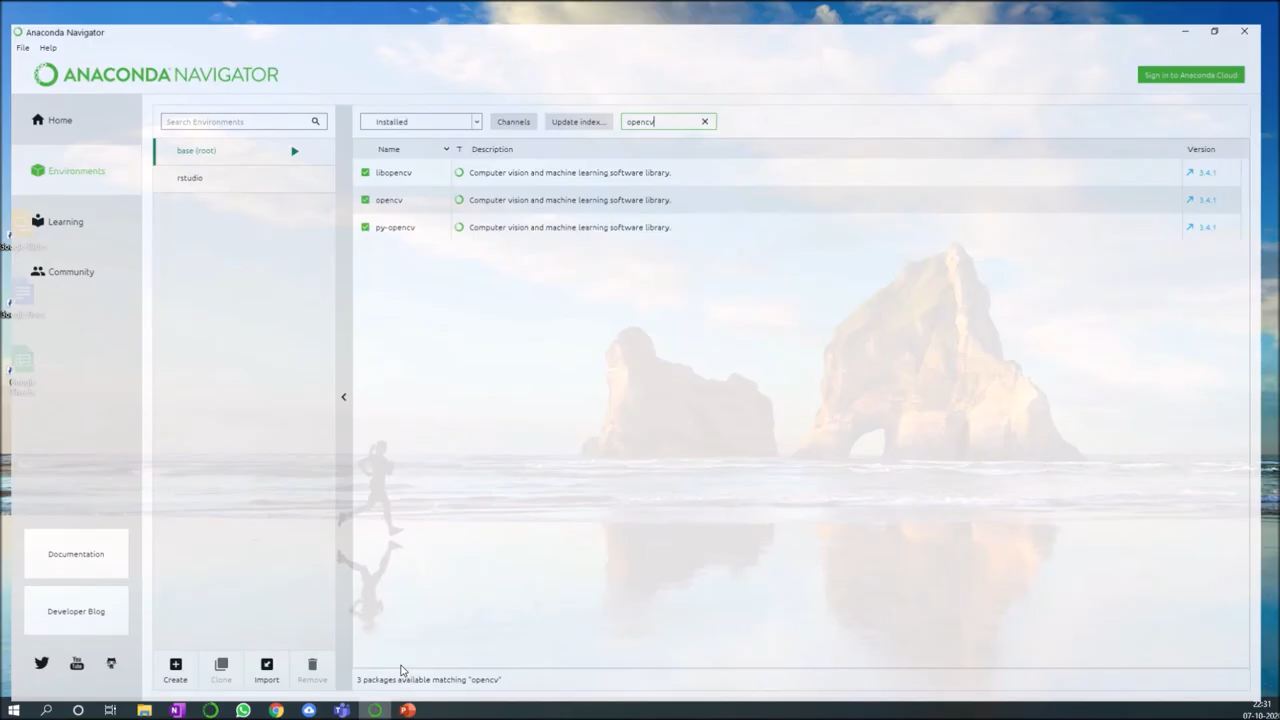 Anaconda Navigator
File Help
ANACONDA NAVIGATOR
Sign in to Anaconda Cloud
Home
Environments
Learning
Community
Documentation
Developer Blog
Search Environments
base (root)
rstudio
Create Clone Import Remove
Installed Channels Update index... opencv
Name T Description Version
libopencv Computer vision and machine learning software library. 3.4.1
opencv Computer vision and machine learning software library. 3.4.1
py-opencv Computer vision and machine learning software library. 3.4.1
3 packages available matching "opencv"
22:31